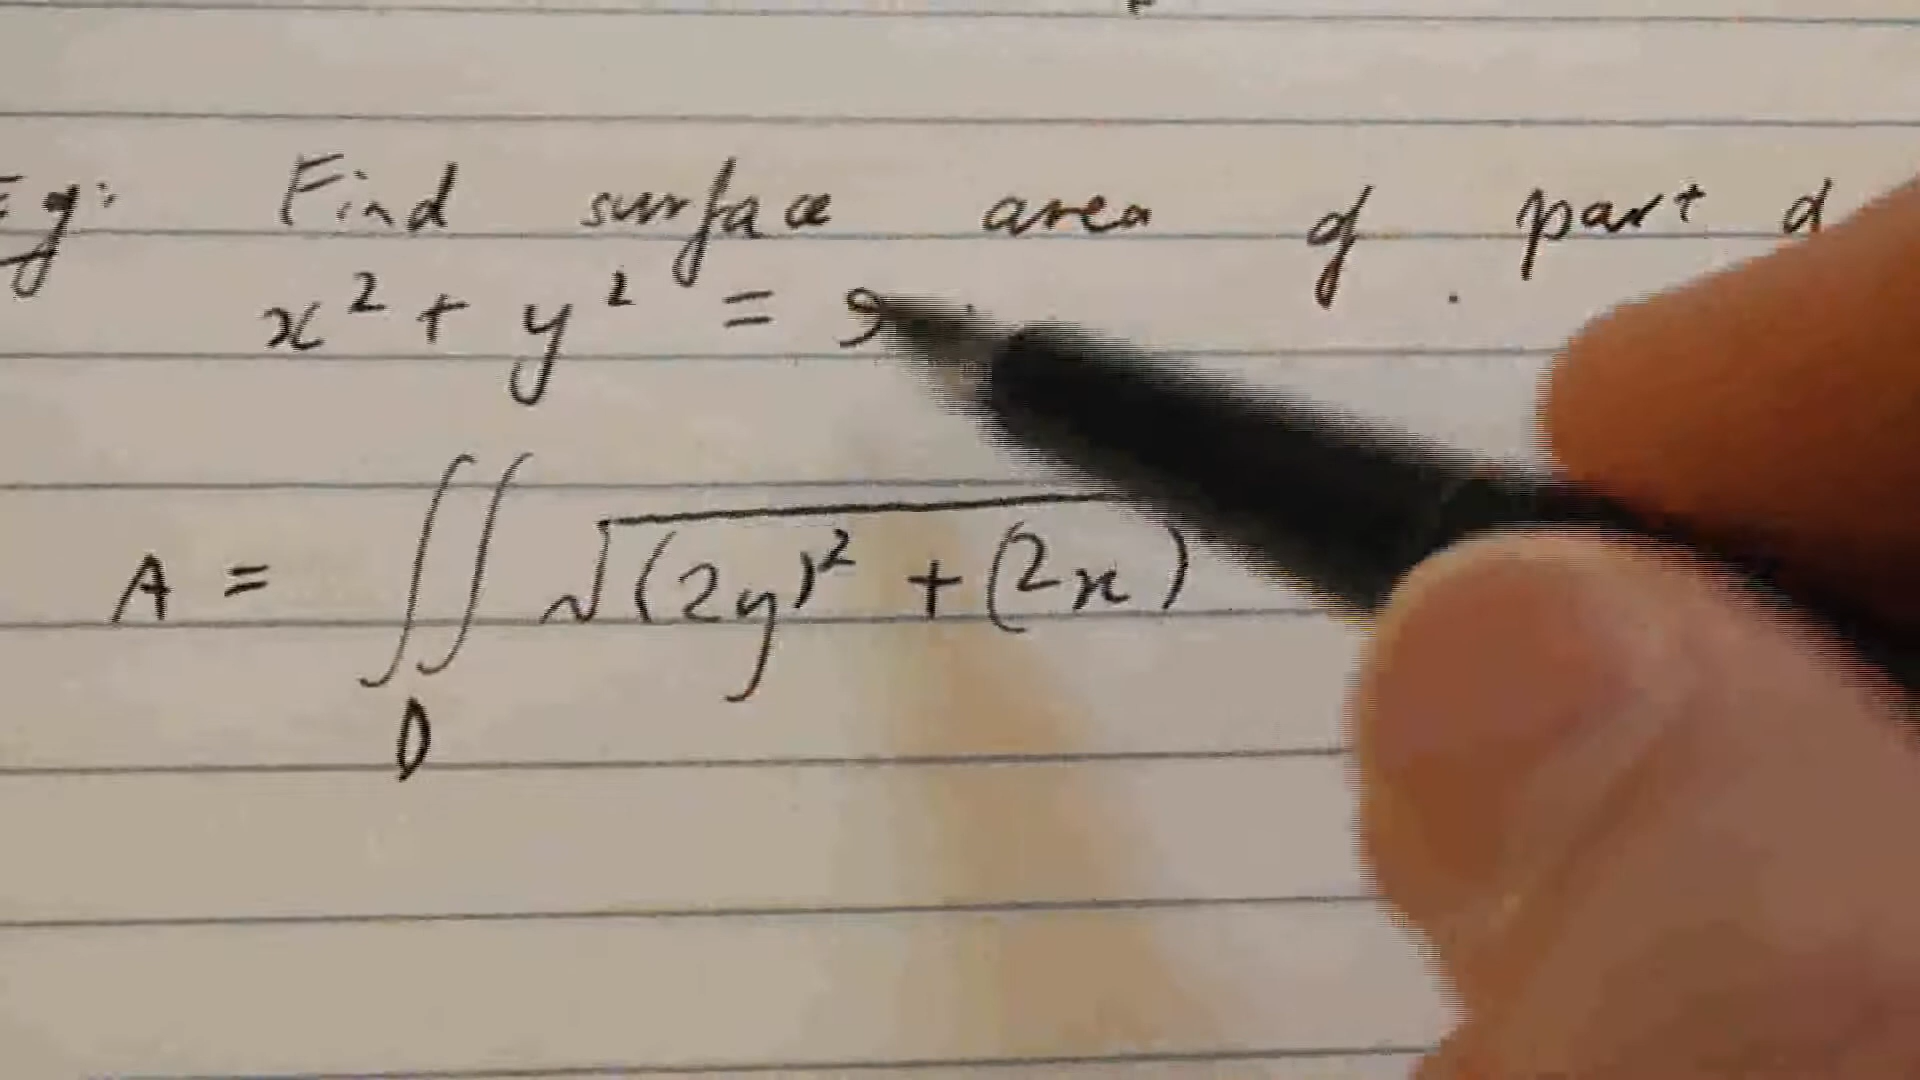 Eg: Find surface area of part of
x² + y² = 9
A = ∬ √(2y)² + (2x)
D